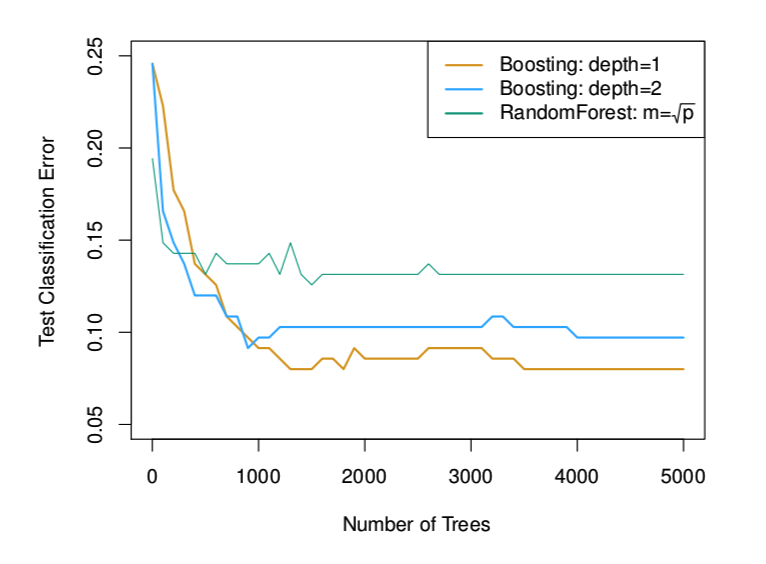 Boosting: depth=1
Boosting: depth=2
RandomForest: m=√p
Test Classification Error
0.25
0.20
0.15
0.10
0.05
0 1000 2000 3000 4000 5000
Number of Trees